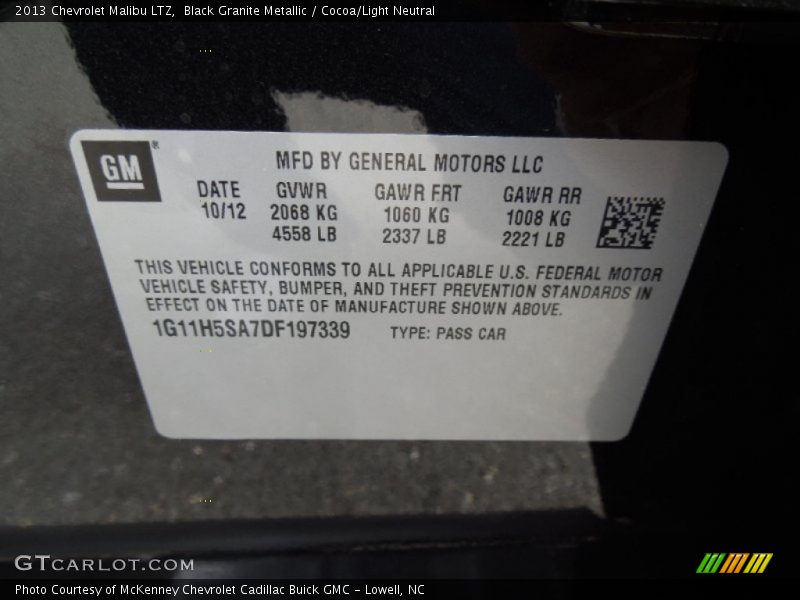 2013 Chevrolet Malibu LTZ, Black Granite Metallic / Cocoa/Light Neutral
GM®
MFD BY GENERAL MOTORS LLC
DATE GVWR GAWR FRT GAWR RR
10/12 2068 KG 1060 KG 1008 KG
4558 LB 2337 LB 2221 LB
THIS VEHICLE CONFORMS TO ALL APPLICABLE U.S. FEDERAL MOTOR
VEHICLE SAFETY, BUMPER, AND THEFT PREVENTION STANDARDS IN
EFFECT ON THE DATE OF MANUFACTURE SHOWN ABOVE.
1G11H5SA7DF197339 TYPE: PASS CAR
GTCARLOT.COM
Photo Courtesy of McKenney Chevrolet Cadillac Buick GMC - Lowell, NC